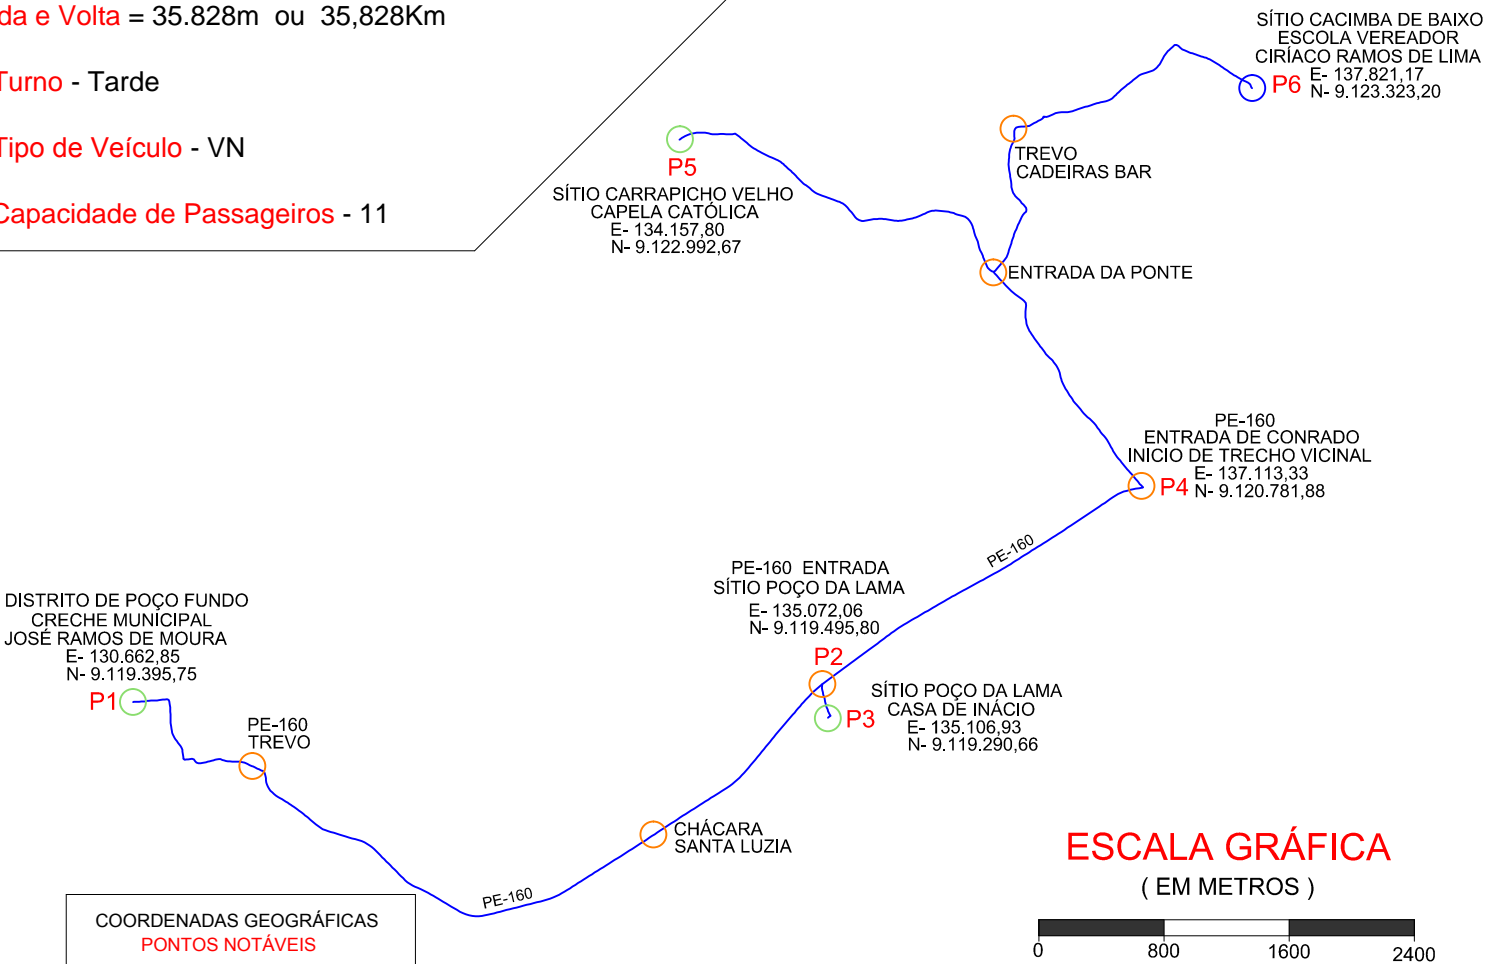 da e Volta = 35.828m ou 35,828Km
Turno - Tarde
Tipo de Veículo - VN
Capacidade de Passageiros - 11
SÍTIO CACIMBA DE BAIXO
ESCOLA VEREADOR
CIRÍACO RAMOS DE LIMA
E- 137.821,17
P6
N- 9.123.323,20
TREVO
CADEIRAS BAR
P5
SÍTIO CARRAPICHO VELHO
CAPELA CATÓLICA
E- 134.157,80
N- 9.122.992,67
ENTRADA DA PONTE
PE-160
ENTRADA DE CONRADO
INICIO DE TRECHO VICINAL
E- 137.113,33
P4
N- 9.120.781,88
PE-160
PE-160 ENTRADA
SÍTIO POÇO DA LAMA
E- 135.072,06
N- 9.119.495,80
P2
DISTRITO DE POÇO FUNDO
CRECHE MUNICIPAL
JOSÉ RAMOS DE MOURA
E- 130.662,85
N- 9.119.395,75
P1
SÍTIO POÇO DA LAMA
CASA DE INÁCIO
P3
E- 135.106,93
N- 9.119.290,66
PE-160
TREVO
CHÁCARA
SANTA LUZIA
PE-160
ESCALA GRÁFICA
( EM METROS )
0 800 1600 2400
COORDENADAS GEOGRÁFICAS
PONTOS NOTÁVEIS